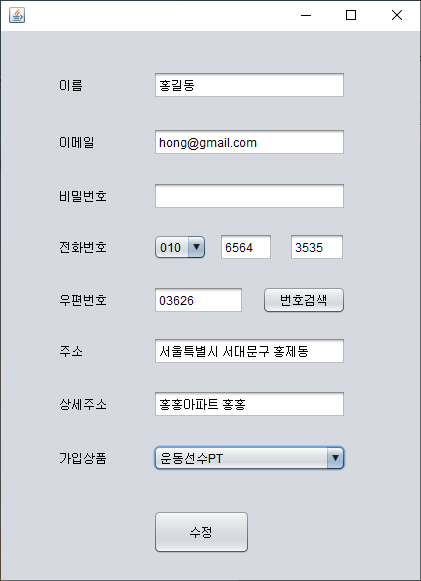 이름 홍길동
이메일 hong@gmail.com
비밀번호
전화번호 010 6564 3535
우편번호 03626 번호검색
주소 서울특별시 서대문구 홍제동
상세주소 홍홍아파트 홍홍
가입상품 운동선수PT
수정